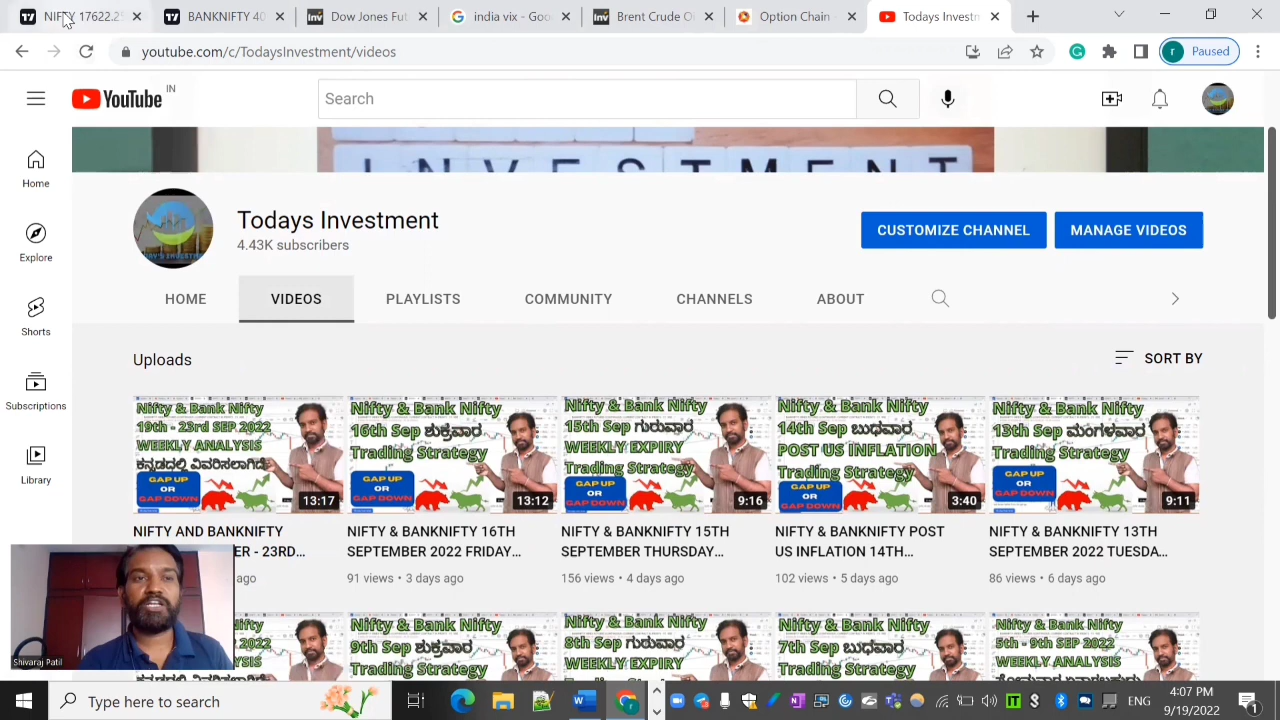 NIFTY 17622.25
BANKNIFTY 40
Dow Jones Fut
india vix - Goo
Brent Crude O
option chain -
Todays Investm
youtube.com/c/TodaysInvestment/videos
Paused
YouTube IN
Search
INVESTMENT
Home
Explore
Shorts
Subscriptions
Library
Todays Investment
4.43K subscribers
CUSTOMIZE CHANNEL
MANAGE VIDEOS
HOME VIDEOS PLAYLISTS COMMUNITY CHANNELS ABOUT
Uploads
SORT BY
Nifty & Bank Nifty
19th - 23rd SEP 2022
WEEKLY ANALYSIS
ಕನ್ನಡದಲ್ಲಿ ವಿವರಿಸಲಾಗಿದೆ
GAP UP
OR
GAP DOWN
13:17
NIFTY AND BANKNIFTY
ER - 23RD...
ago
Nifty & Bank Nifty
16th Sep ಶುಕ್ರವಾರ
Trading Strategy
GAP UP
OR
GAP DOWN
13:12
NIFTY & BANKNIFTY 16TH
SEPTEMBER 2022 FRIDAY...
91 views • 3 days ago
Nifty & Bank Nifty
15th Sep ಗುರುವಾರ
WEEKLY EXPIRY
Trading Strategy
GAP UP
OR
GAP DOWN
9:16
NIFTY & BANKNIFTY 15TH
SEPTEMBER THURSDAY...
156 views • 4 days ago
Nifty & Bank Nifty
14th Sep ಬುಧವಾರ
POST US INFLATION
Trading Strategy
GAP UP
OR
GAP DOWN
3:40
NIFTY & BANKNIFTY POST
US INFLATION 14TH...
102 views • 5 days ago
Nifty & Bank Nifty
13th Sep ಮಂಗಳವಾರ
Trading Strategy
GAP UP
OR
GAP DOWN
9:11
NIFTY & BANKNIFTY 13TH
SEPTEMBER 2022 TUESDA...
86 views • 6 days ago
Nifty
2022
SIS
Nifty & Bank Nifty
9th Sep ಶುಕ್ರವಾರ
Trading Strategy
Nifty & Bank Nifty
8th Sep ಗುರುವಾರ
WEEKLY EXPIRY
Nifty & Bank Nifty
7th Sep ಬುಧವಾರ
Trading Strategy
Nifty & Bank Nifty
5th - 9th SEP 2022
WEEKLY ANALYSIS
Shivaraj Patil
Type here to search
ENG
4:07 PM
9/19/2022
1